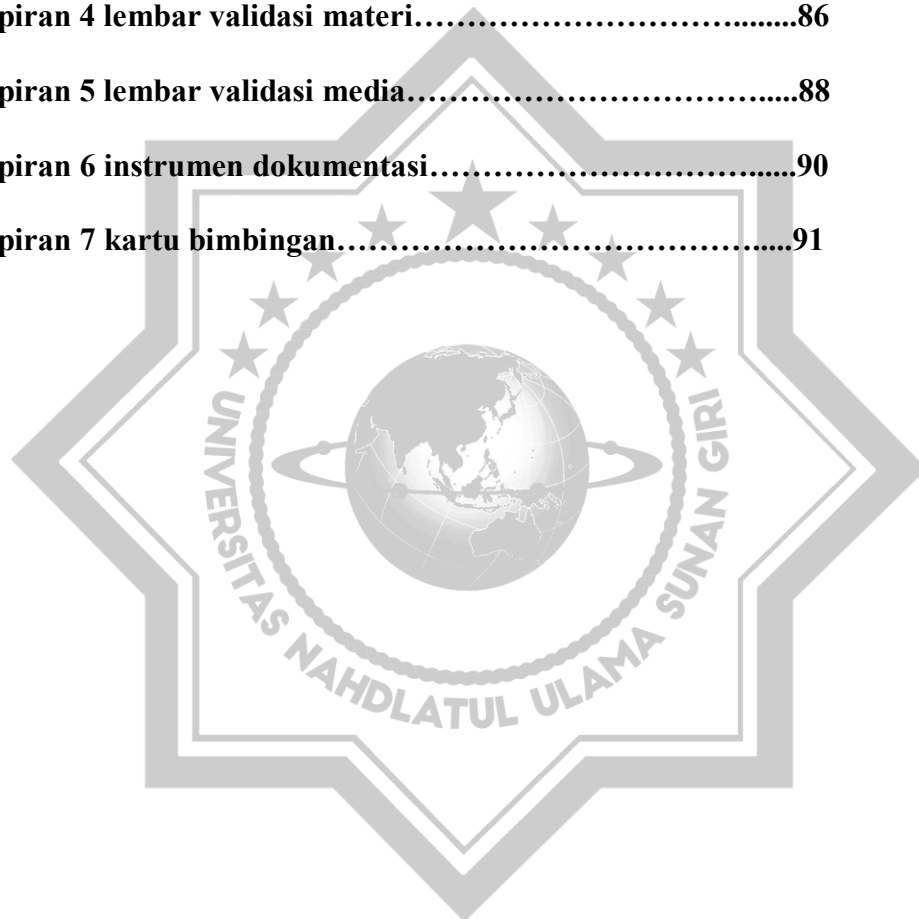 piran 4 lembar validasi materi…………………………........86
piran 5 lembar validasi media…………………………….....88
piran 6 instrumen dokumentasi…………………………......90
piran 7 kartu bimbingan………………………………….....91
UNIVERSITAS NAHDLATUL ULAMA SUNAN GIRI